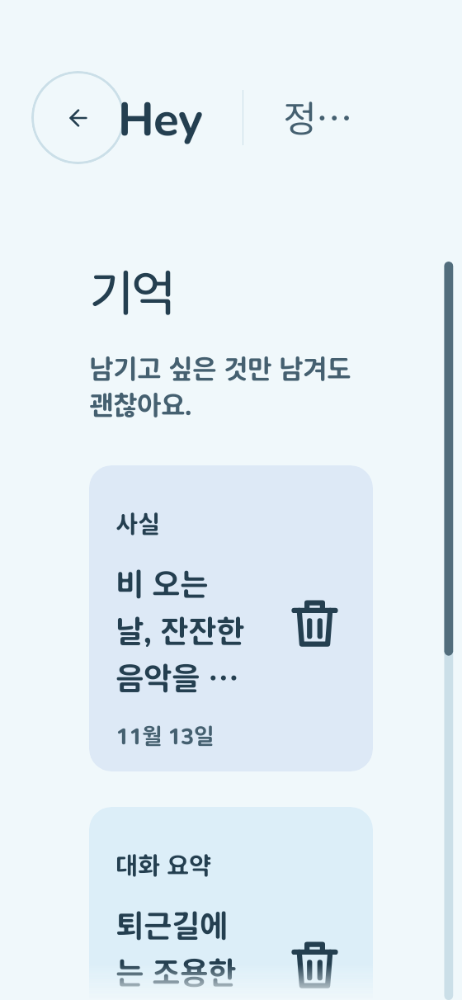 Hey
정…
기억
남기고 싶은 것만 남겨도
괜찮아요.
사실
비 오는
날, 잔잔한
음악을 …
11월 13일
대화 요약
퇴근길에
는 조용한